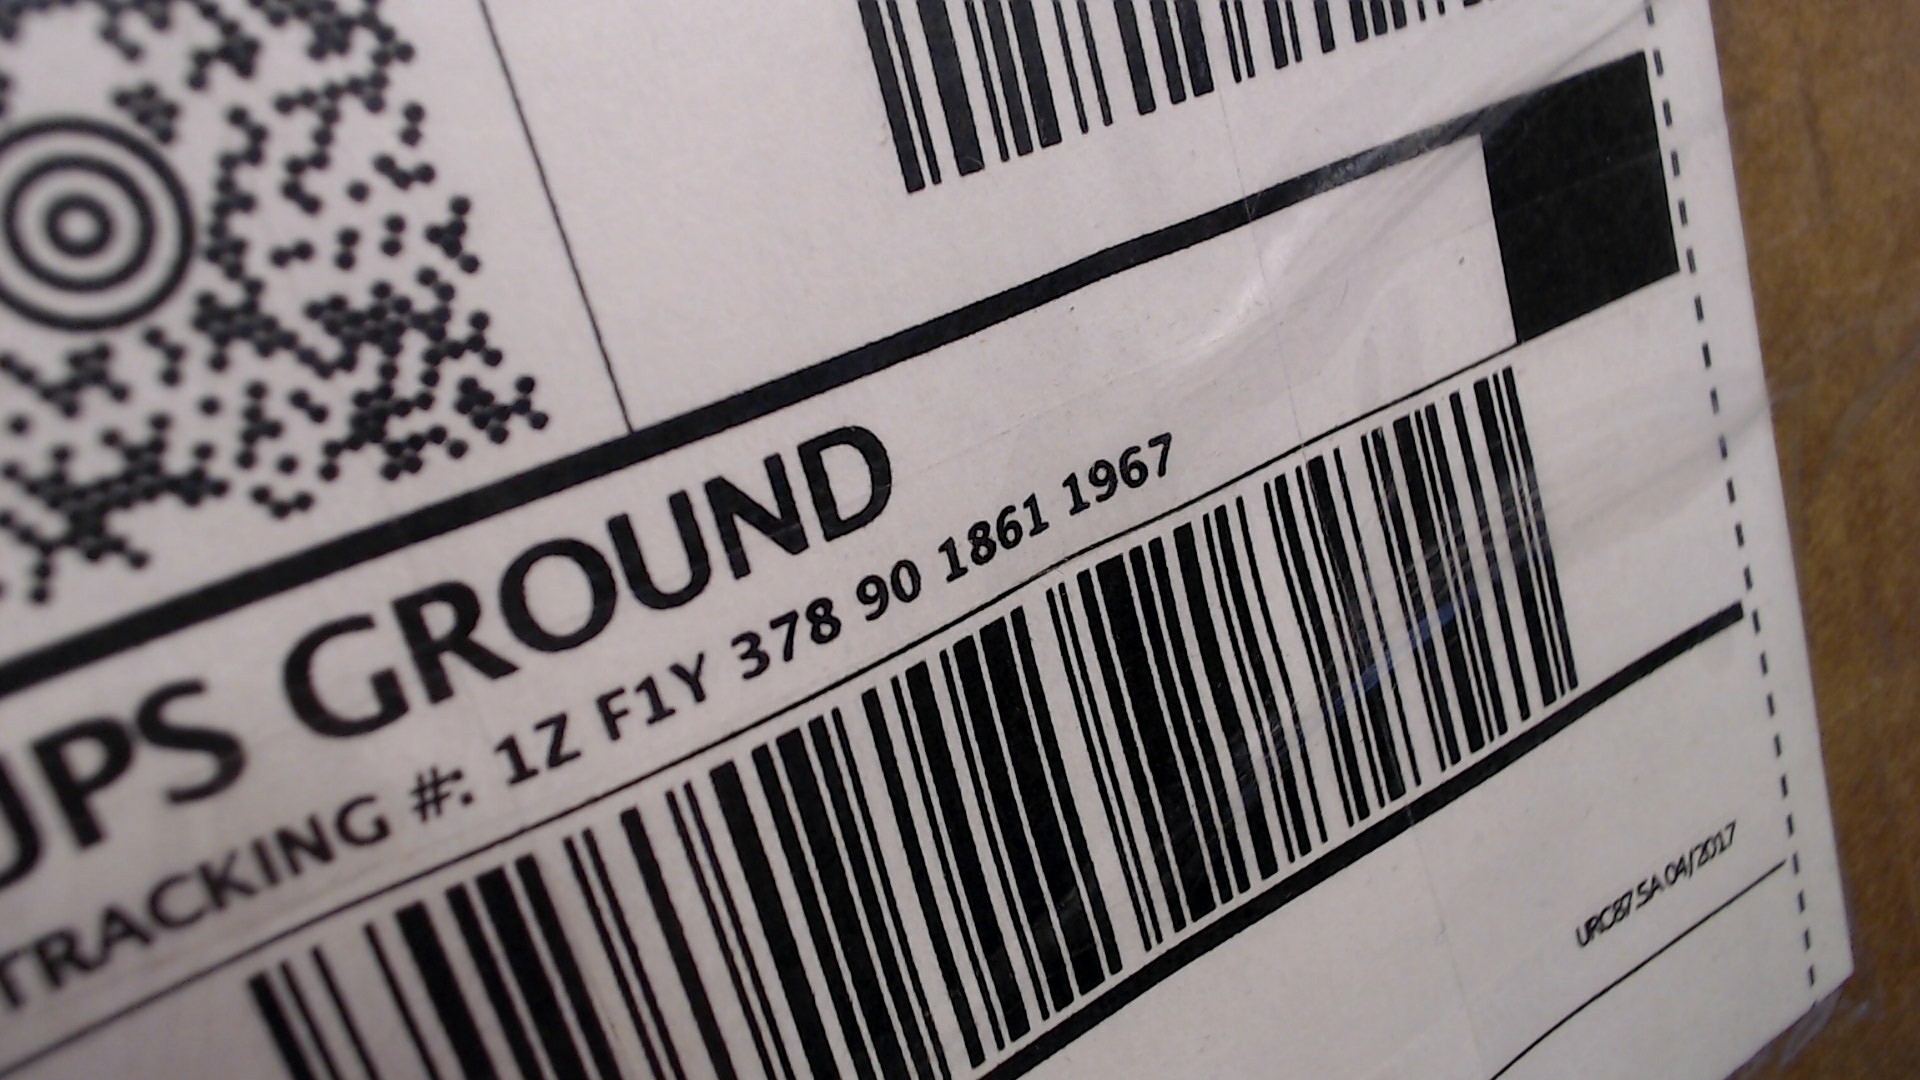 UPS GROUND
TRACKING #: 1Z F1Y 378 90 1861 1967
URC87.5A 04/2017